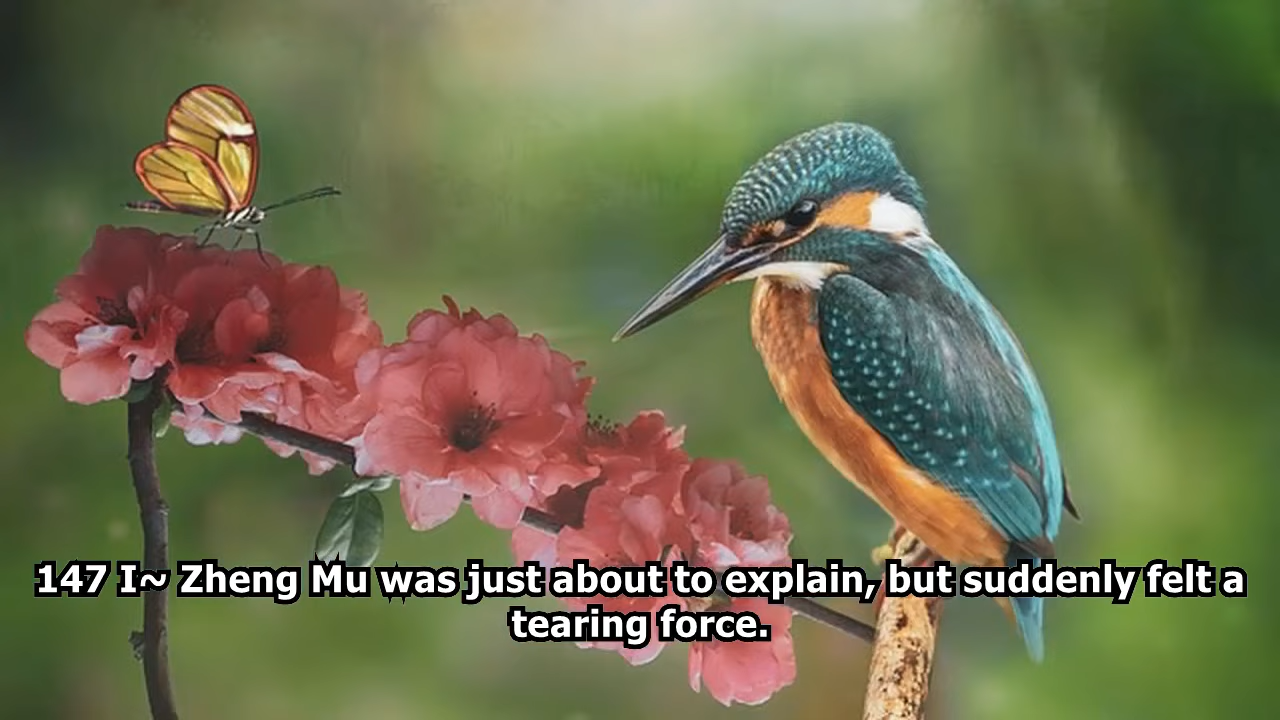 147 I~ Zheng Mu was just about to explain, but suddenly felt a
tearing force.